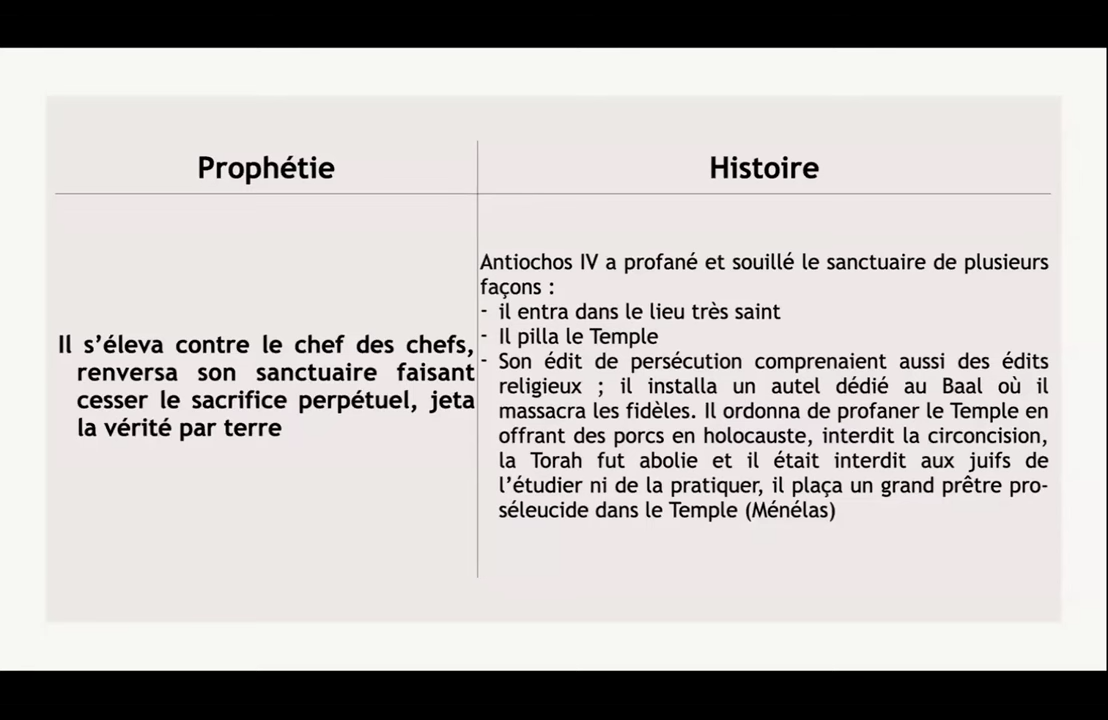 Prophétie
Histoire
Il s’éleva contre le chef des chefs,
renversa son sanctuaire faisant
cesser le sacrifice perpétuel, jeta
la vérité par terre
Antiochos IV a profané et souillé le sanctuaire de plusieurs
façons :
- il entra dans le lieu très saint
- Il pilla le Temple
- Son édit de persécution comprenaient aussi des édits
religieux ; il installa un autel dédié au Baal où il
massacra les fidèles. Il ordonna de profaner le Temple en
offrant des porcs en holocauste, interdit la circoncision,
la Torah fut abolie et il était interdit aux juifs de
l’étudier ni de la pratiquer, il plaça un grand prêtre pro-
séleucide dans le Temple (Ménélas)